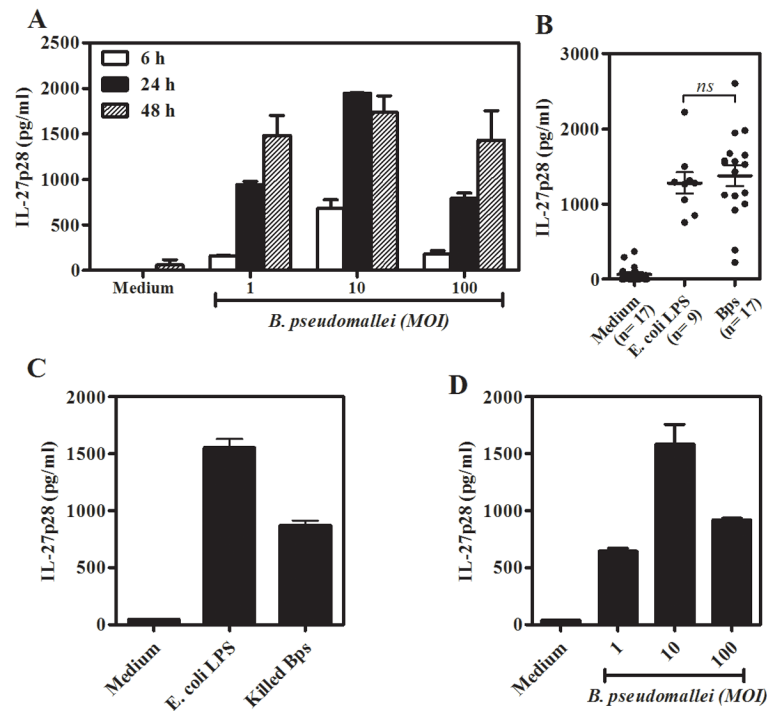 A
IL-27p28 (pg/ml)
2500
2000
1500
1000
500
0
6 h
24 h
48 h
Medium
1
10
100
B. pseudomallei (MOI)
B
IL-27p28 (pg/ml)
3000
2000
1000
0
ns
Medium
(n= 17)
E. coli LPS
(n= 9)
Bps
(n= 17)
C
IL-27p28 (pg/ml)
2000
1500
1000
500
0
Medium
E. coli LPS
Killed Bps
D
IL-27p28 (pg/ml)
2000
1500
1000
500
0
Medium
1
10
100
B. pseudomallei (MOI)